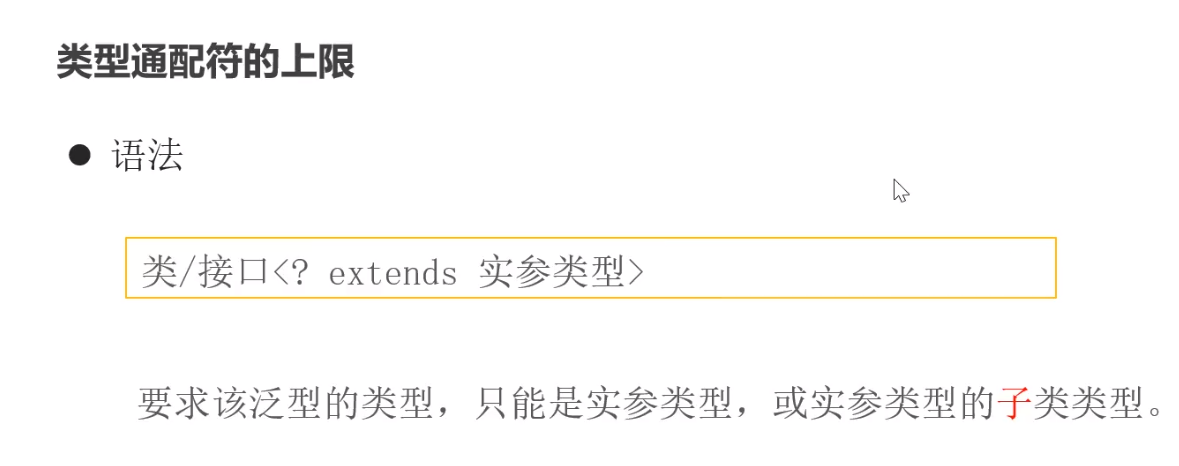 类型通配符的上限
语法
类/接口<? extends 实参类型>
要求该泛型的类型，只能是实参类型，或实参类型的子类类型。